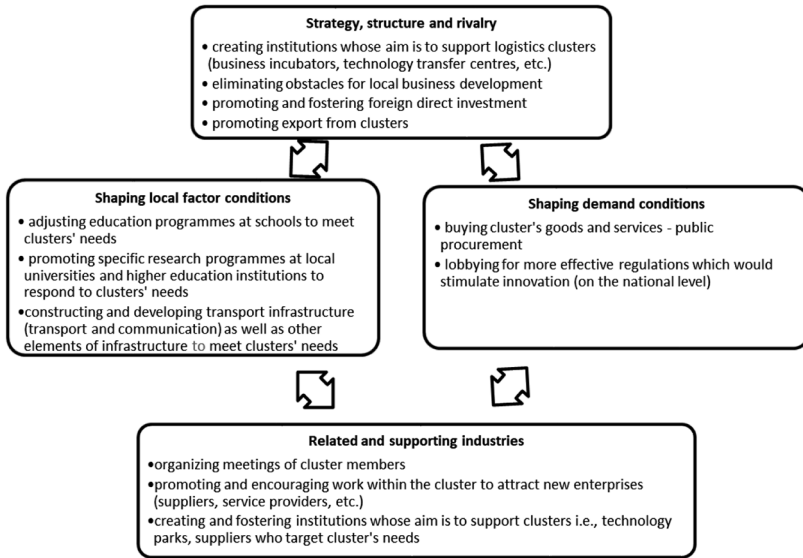 Strategy, structure and rivalry
• creating institutions whose aim is to support logistics clusters
(business incubators, technology transfer centres, etc.)
• eliminating obstacles for local business development
• promoting and fostering foreign direct investment
• promoting export from clusters
Shaping local factor conditions
• adjusting education programmes at schools to meet
clusters' needs
• promoting specific research programmes at local
universities and higher education institutions to
respond to clusters' needs
•constructing and developing transport infrastructure
(transport and communication) as well as other
elements of infrastructure to meet clusters' needs
Shaping demand conditions
• buying cluster's goods and services - public
procurement
• lobbying for more effective regulations which would
stimulate innovation (on the national level)
Related and supporting industries
•organizing meetings of cluster members
•promoting and encouraging work within the cluster to attract new enterprises
(suppliers, service providers, etc.)
•creating and fostering institutions whose aim is to support clusters i.e., technology
parks, suppliers who target cluster's needs